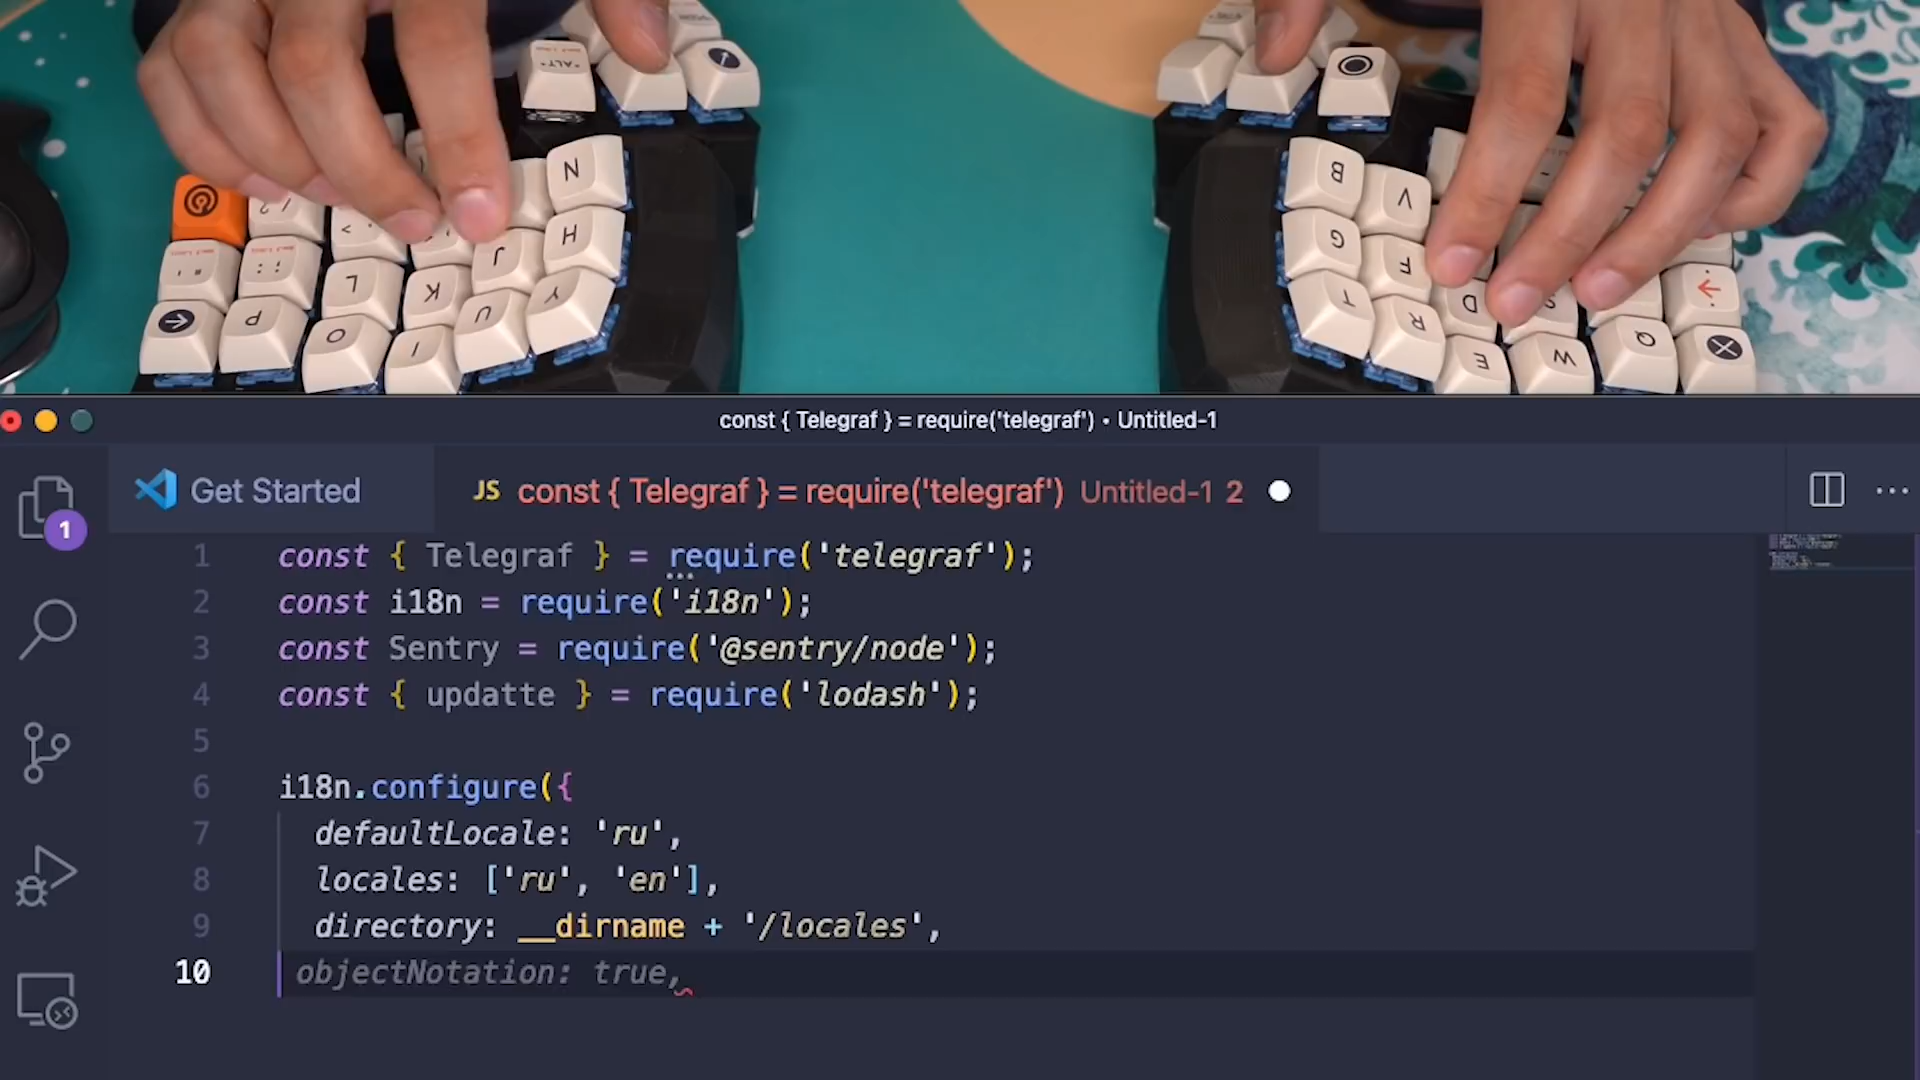 "ALT"
N
B
V
/ ?
>
J
H
G
F
" '
: ;
L
K
U
Y
T
R
D
S
P
O
I
E
W
Q
const { Telegraf } = require('telegraf') • Untitled-1
Get Started
JS const { Telegraf } = require('telegraf') Untitled-1 2
1
1 const { Telegraf } = require('telegraf');
2 const i18n = require('i18n');
3 const Sentry = require('@sentry/node');
4 const { updatte } = require('lodash');
5
6 i18n.configure({
7 defaultLocale: 'ru',
8 locales: ['ru', 'en'],
9 directory: __dirname + '/locales',
10 objectNotation: true,